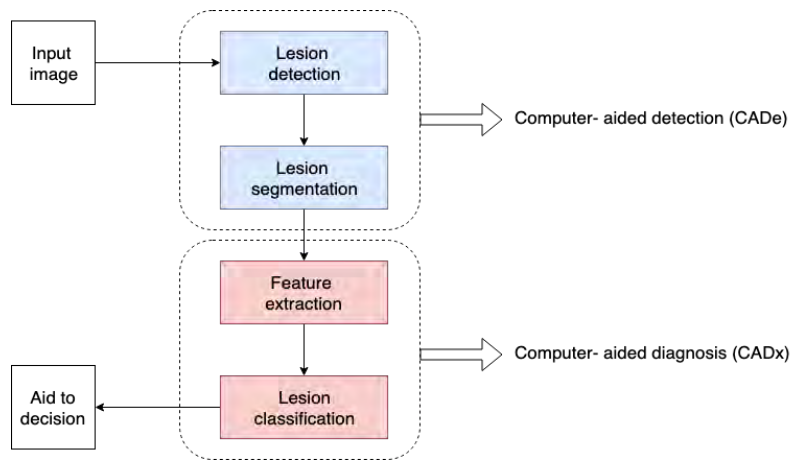 Input
image
Lesion
detection
Computer- aided detection (CADe)
Lesion
segmentation
Feature
extraction
Computer- aided diagnosis (CADx)
Aid to
decision
Lesion
classification